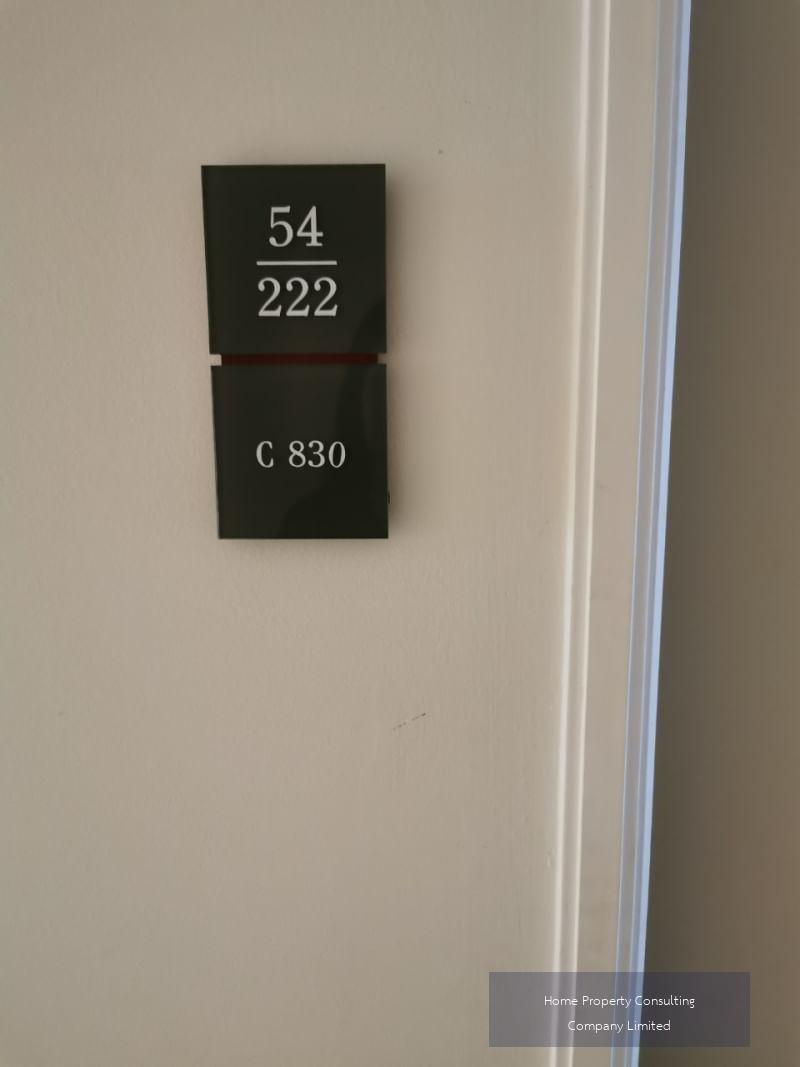 54
222
C 830
Home Property Consulting
Company Limited